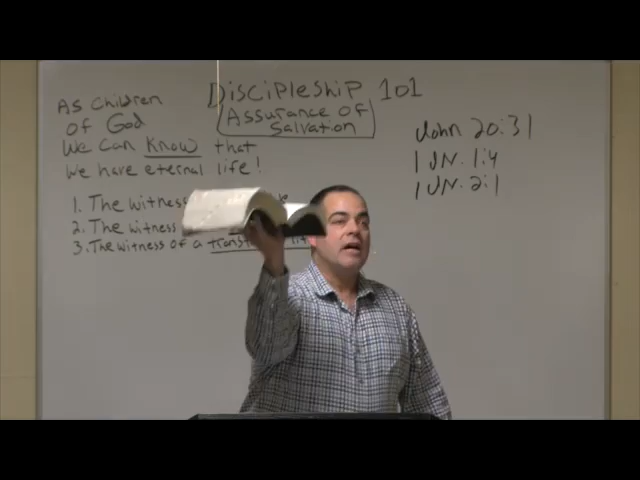 Discipleship 101
Assurance of
Salvation
As Children
of God
We Can Know that
We have eternal life!
1. The witness
2. The witness
3. The witness of a
John 20:31
1 JN. 1:4
1 JN. 2:1